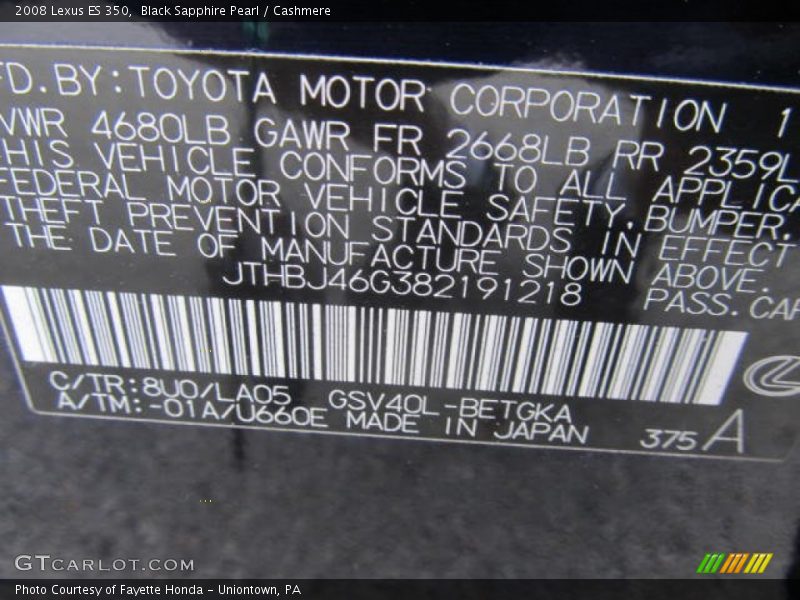 2008 Lexus ES 350, Black Sapphire Pearl / Cashmere
FD.BY:TOYOTA MOTOR CORPORATION 1
VWR 4680LB GAWR FR 2668LB RR 2359L
HIS VEHICLE CONFORMS TO ALL APPLICA
FEDERAL MOTOR VEHICLE SAFETY,BUMPER,
THEFT PREVENTION STANDARDS IN EFFECT
THE DATE OF MANUFACTURE SHOWN ABOVE.
JTHBJ46G382191218 PASS.CAR
C/TR:8U0/LA05 GSV40L-BETGKA
A/TM:-01A/U660E MADE IN JAPAN 375 A
GTCARLOT.COM
Photo Courtesy of Fayette Honda - Uniontown, PA